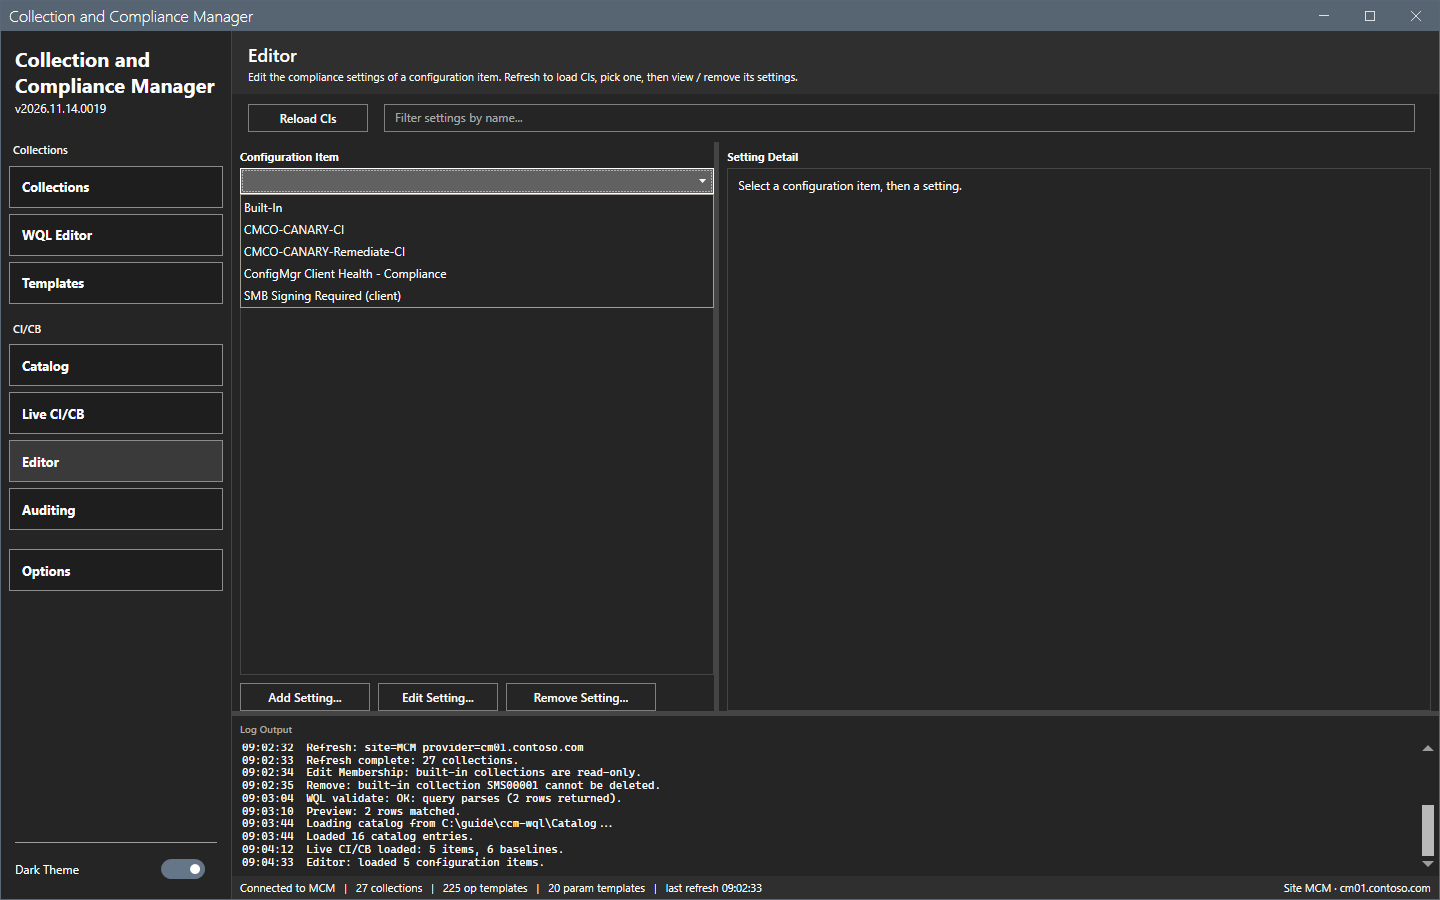 Collection and Compliance Manager
Collection and
Compliance Manager
v2026.11.14.0019
Collections
Collections
WQL Editor
Templates
CI/CB
Catalog
Live CI/CB
Editor
Auditing
Options
Dark Theme
Editor
Edit the compliance settings of a configuration item. Refresh to load CIs, pick one, then view / remove its settings.
Reload CIs
Filter settings by name...
Configuration Item
Built-In
CMCO-CANARY-CI
CMCO-CANARY-Remediate-CI
ConfigMgr Client Health - Compliance
SMB Signing Required (client)
Add Setting...
Edit Setting...
Remove Setting...
Setting Detail
Select a configuration item, then a setting.
Log Output
09:02:32 Refresh: site=MCM provider=cm01.contoso.com
09:02:33 Refresh complete: 27 collections.
09:02:34 Edit Membership: built-in collections are read-only.
09:02:35 Remove: built-in collection SMS00001 cannot be deleted.
09:03:04 WQL validate: OK: query parses (2 rows returned).
09:03:10 Preview: 2 rows matched.
09:03:44 Loading catalog from C:\guide\ccm-wql\Catalog...
09:03:44 Loaded 16 catalog entries.
09:04:12 Live CI/CB loaded: 5 items, 6 baselines.
09:04:33 Editor: loaded 5 configuration items.
Connected to MCM | 27 collections | 225 op templates | 20 param templates | last refresh 09:02:33
Site MCM · cm01.contoso.com